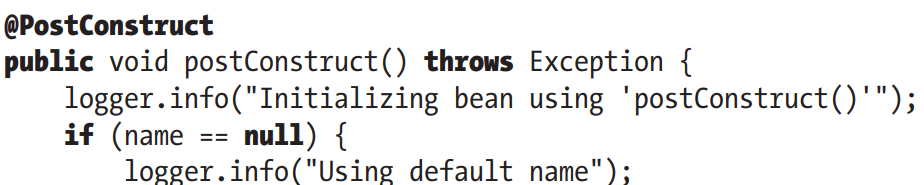 @PostConstruct
public void postConstruct() throws Exception {
logger.info("Initializing bean using 'postConstruct()'");
if (name == null) {
logger.info("Using default name");